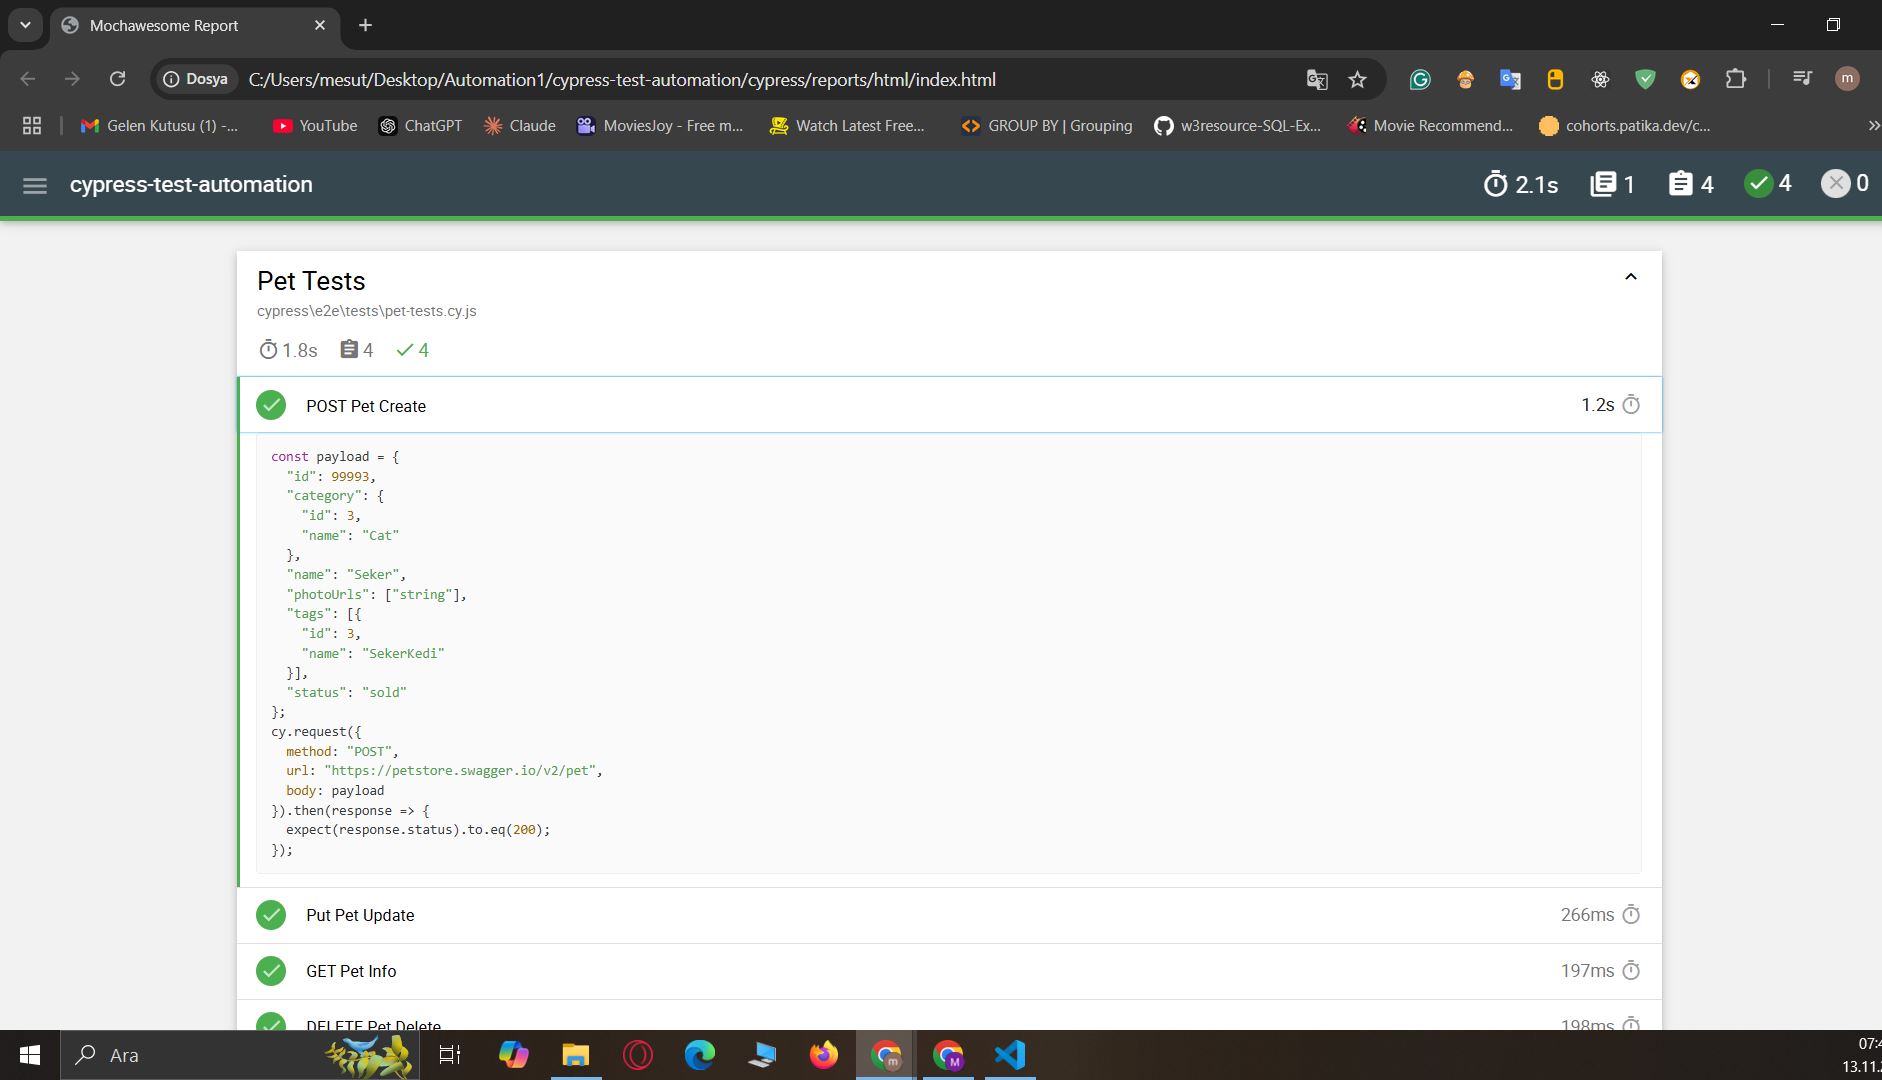 Mochawesome Report
Dosya
C:/Users/mesut/Desktop/Automation1/cypress-test-automation/cypress/reports/html/index.html
m
Gelen Kutusu (1) -...
YouTube
ChatGPT
Claude
MoviesJoy - Free m...
Watch Latest Free...
GROUP BY | Grouping
w3resource-SQL-Ex...
Movie Recommend...
cohorts.patika.dev/c...
cypress-test-automation
2.1s
1
4
4
0
Pet Tests
cypress\e2e\tests\pet-tests.cy.js
1.8s
4
4
POST Pet Create
1.2s
const payload = {
"id": 99993,
"category": {
"id": 3,
"name": "Cat"
},
"name": "Seker",
"photoUrls": ["string"],
"tags": [{
"id": 3,
"name": "SekerKedi"
}],
"status": "sold"
};
cy.request({
method: "POST",
url: "https://petstore.swagger.io/v2/pet",
body: payload
}).then(response => {
expect(response.status).to.eq(200);
});
Put Pet Update
266ms
GET Pet Info
197ms
DELETE Pet Delete
198ms
Ara
07:4
13.11.